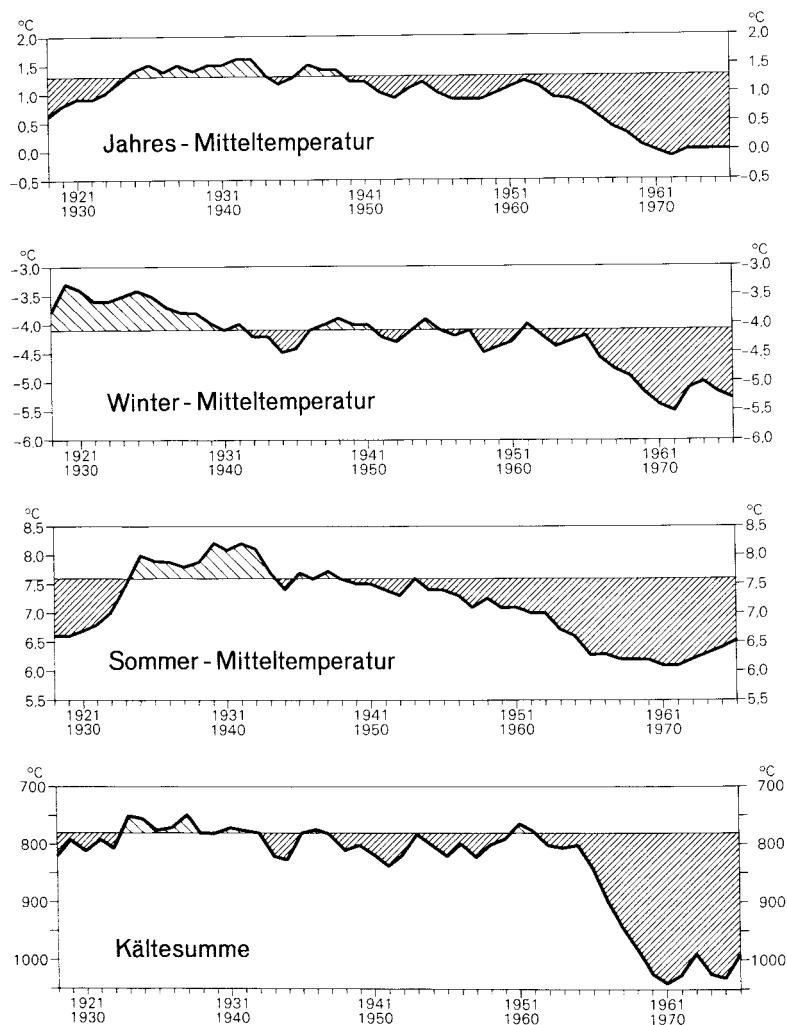 °C °C
2.0 2.0
1.5 1.5
1.0 1.0
0.5 0.5
0.0 0.0
-0.5 -0.5
Jahres - Mitteltemperatur
1921 1931 1941 1951 1961
1930 1940 1950 1960 1970
°C °C
-3.0 -3.0
-3.5 -3.5
-4.0 -4.0
-4.5 -4.5
-5.0 -5.0
-5.5 -5.5
-6.0 -6.0
Winter - Mitteltemperatur
1921 1931 1941 1951 1961
1930 1940 1950 1960 1970
°C °C
8.5 8.5
8.0 8.0
7.5 7.5
7.0 7.0
6.5 6.5
6.0 6.0
5.5 5.5
Sommer - Mitteltemperatur
1921 1931 1941 1951 1961
1930 1940 1950 1960 1970
°C °C
700 700
800 800
900 900
1000 1000
Kältesumme
1921 1931 1941 1951 1961
1930 1940 1950 1960 1970